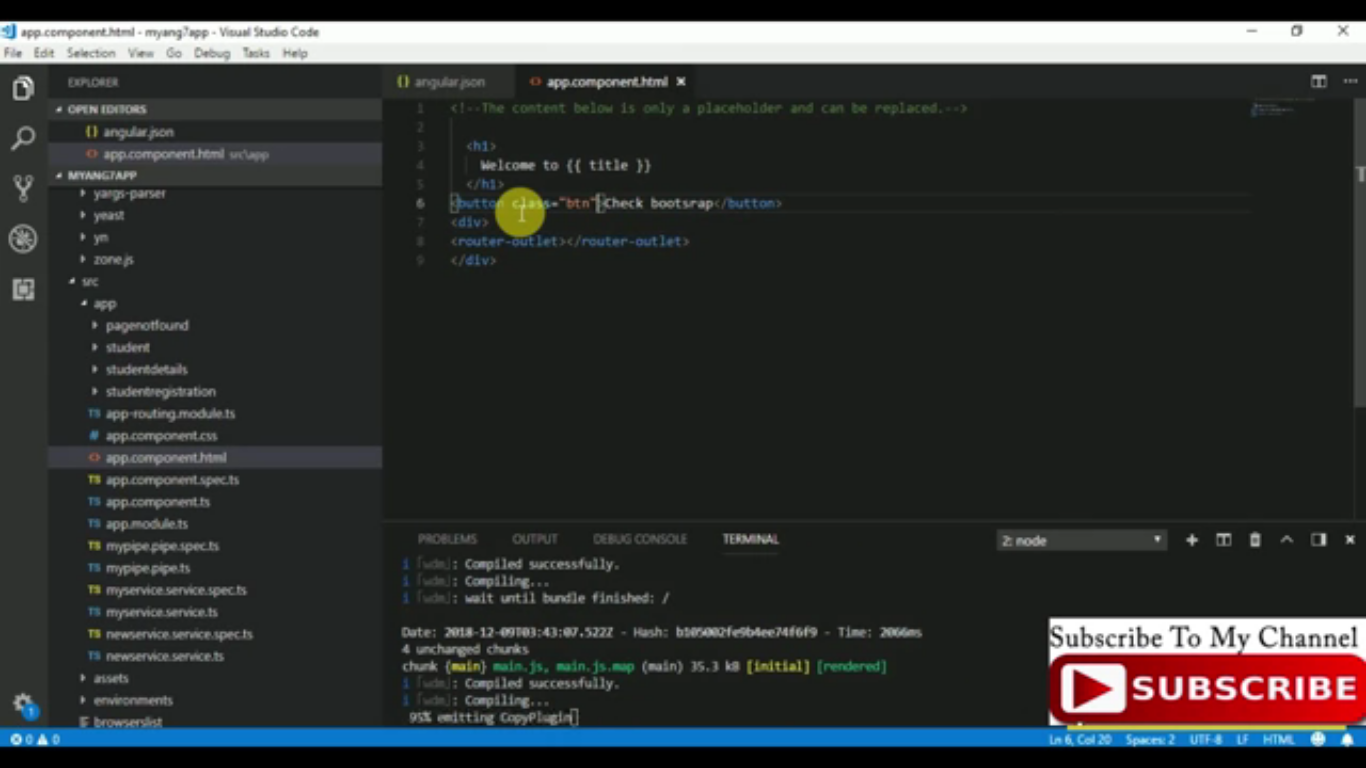 app.component.html - myang7app - Visual Studio Code
File Edit Selection View Go Debug Tasks Help
EXPLORER
OPEN EDITORS
{} angular.json
<> app.component.html src\app
MYANG7APP
yargs-parser
yeast
yn
zone.js
src
app
pagenotfound
student
studentdetails
studentregistration
TS app-routing.module.ts
# app.component.css
<> app.component.html
TS app.component.spec.ts
TS app.component.ts
TS app.module.ts
TS mypipe.pipe.spec.ts
TS mypipe.pipe.ts
TS myservice.service.spec.ts
TS myservice.service.ts
TS newservice.service.spec.ts
TS newservice.service.ts
assets
environments
browserslist
{} angular.json <> app.component.html
1 <!--The content below is only a placeholder and can be replaced.-->
2
3 <h1>
4 Welcome to {{ title }}
5 </h1>
6 <button class="btn">Check bootsrap</button>
7 <div>
8 <router-outlet></router-outlet>
9 </div>
PROBLEMS OUTPUT DEBUG CONSOLE TERMINAL 2: node
i 「wdm」: Compiled successfully.
i 「wdm」: Compiling...
i 「wdm」: wait until bundle finished: /
Date: 2018-12-09T03:43:07.522Z - Hash: b105002fe9b4ee74f6f9 - Time: 2066ms
4 unchanged chunks
chunk {main} main.js, main.js.map (main) 35.3 kB [initial] [rendered]
i 「wdm」: Compiled successfully.
i 「wdm」: Compiling...
95% emitting CopyPlugin
Subscribe To My Channel
SUBSCRIBE
1
0 0 Ln 6, Col 20 Spaces: 2 UTF-8 LF HTML